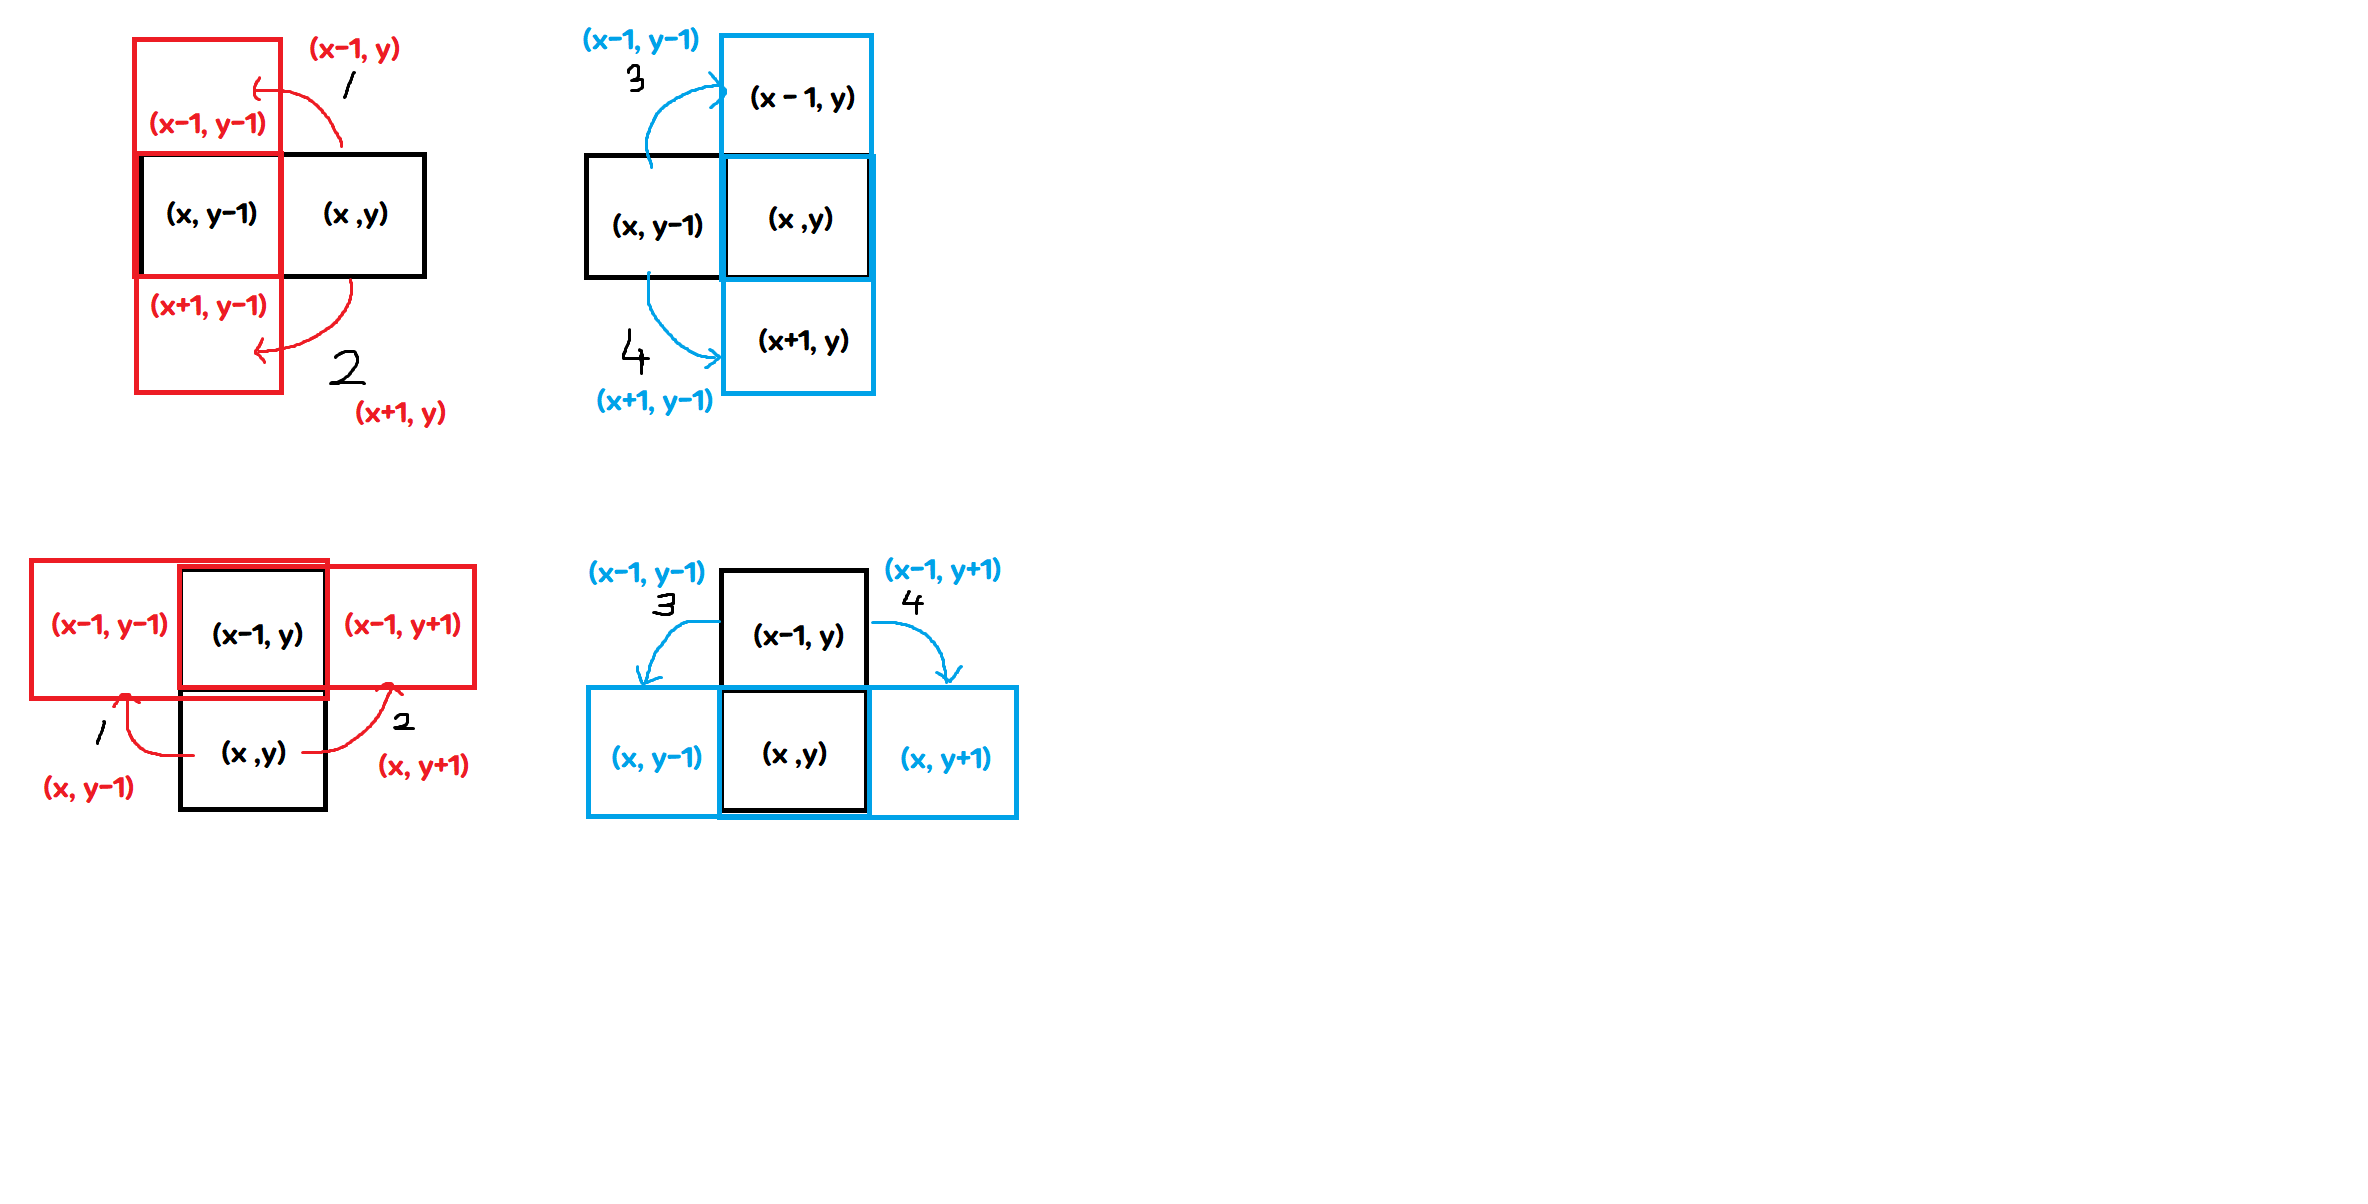 (x-1, y)
1
(x-1, y-1)
(x, y-1)
(x ,y)
(x+1, y-1)
2
(x+1, y)
(x-1, y-1)
3
(x - 1, y)
(x, y-1)
(x ,y)
4
(x+1, y)
(x+1, y-1)
(x-1, y-1)
(x-1, y)
(x-1, y+1)
1
2
(x ,y)
(x, y-1)
(x, y+1)
(x-1, y-1)
3
(x-1, y+1)
4
(x-1, y)
(x, y-1)
(x ,y)
(x, y+1)